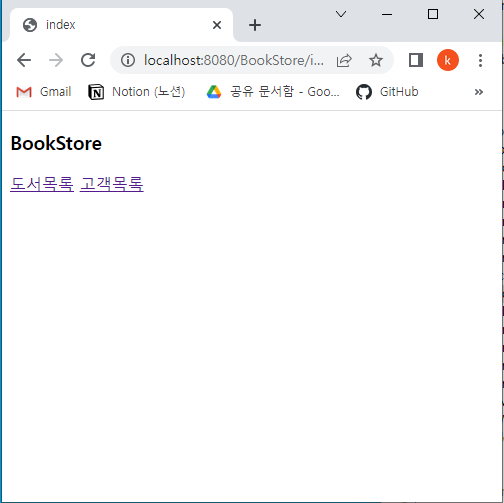 index
localhost:8080/BookStore/i...
k
Gmail Notion (노션) 공유 문서함 - Goo... GitHub »
BookStore
도서목록 고객목록